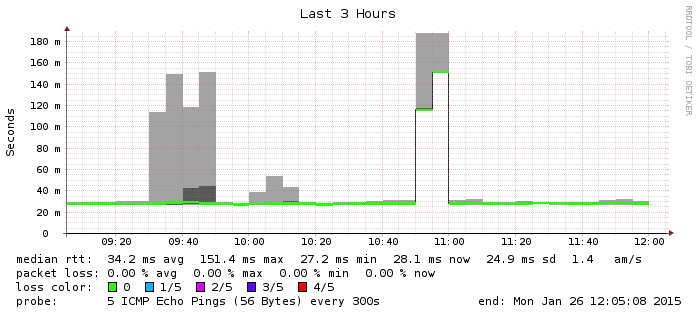 Last 3 Hours
RRDTOOL / TOBI OETIKER
Seconds
180 m
160 m
140 m
120 m
100 m
80 m
60 m
40 m
20 m
0
09:20 09:40 10:00 10:20 10:40 11:00 11:20 11:40 12:00
median rtt: 34.2 ms avg 151.4 ms max 27.2 ms min 28.1 ms now 24.9 ms sd 1.4 am/s
packet loss: 0.00 % avg 0.00 % max 0.00 % min 0.00 % now
loss color: 0 1/5 2/5 3/5 4/5
probe: 5 ICMP Echo Pings (56 Bytes) every 300s end: Mon Jan 26 12:05:08 2015